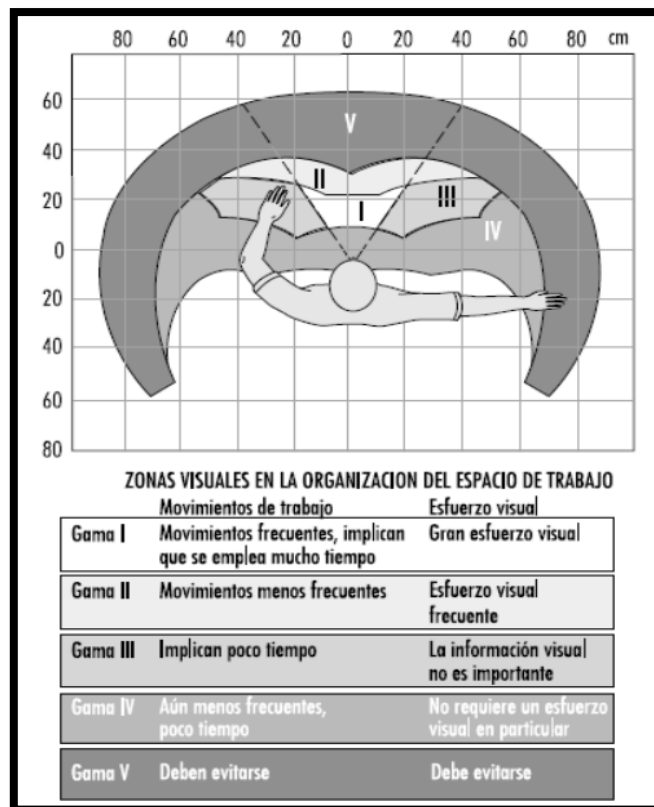 80 60 40 20 0 20 40 60 80 cm
60
40
20
0
20
40
60
80
V
II
III
I
IV
ZONAS VISUALES EN LA ORGANIZACION DEL ESPACIO DE TRABAJO
Movimientos de trabajo Esfuerzo visual
Gama I Movimientos frecuentes, implican Gran esfuerzo visual
que se emplea mucho tiempo
Gama II Movimientos menos frecuentes Esfuerzo visual
frecuente
Gama III Implican poco tiempo La información visual
no es importante
Gama IV Aún menos frecuentes, No requiere un esfuerzo
poco tiempo visual en particular
Gama V Deben evitarse Debe evitarse